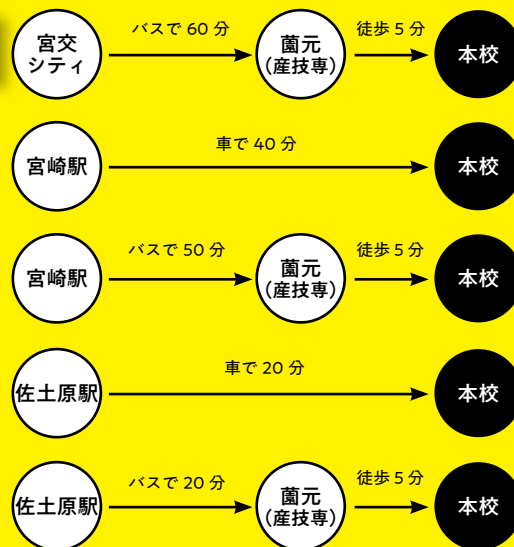 宮交
シティ
バスで 60 分
薗元
(産技専)
徒歩 5 分
本校
宮崎駅
車で 40 分
本校
宮崎駅
バスで 50 分
薗元
(産技専)
徒歩 5 分
本校
佐土原駅
車で 20 分
本校
佐土原駅
バスで 20 分
薗元
(産技専)
徒歩 5 分
本校